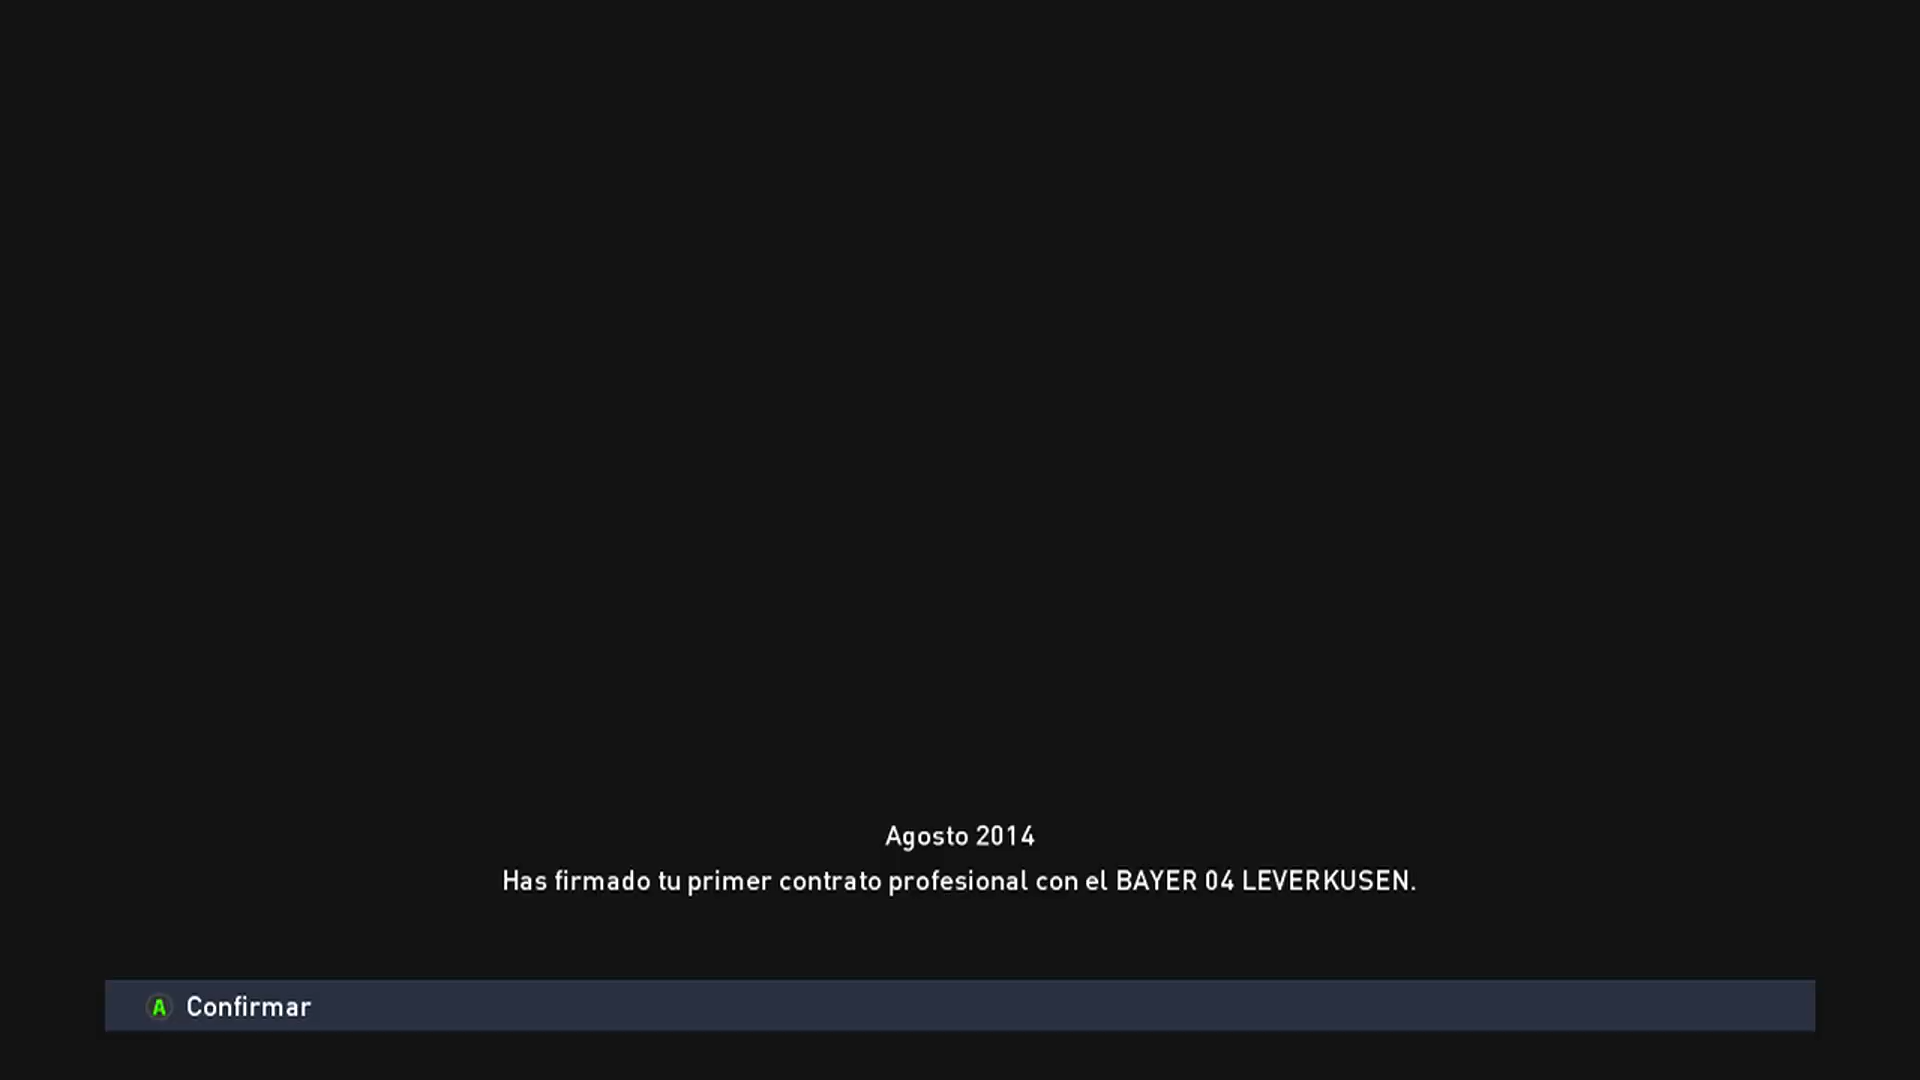 Agosto 2014
Has firmado tu primer contrato profesional con el BAYER 04 LEVERKUSEN.
A Confirmar